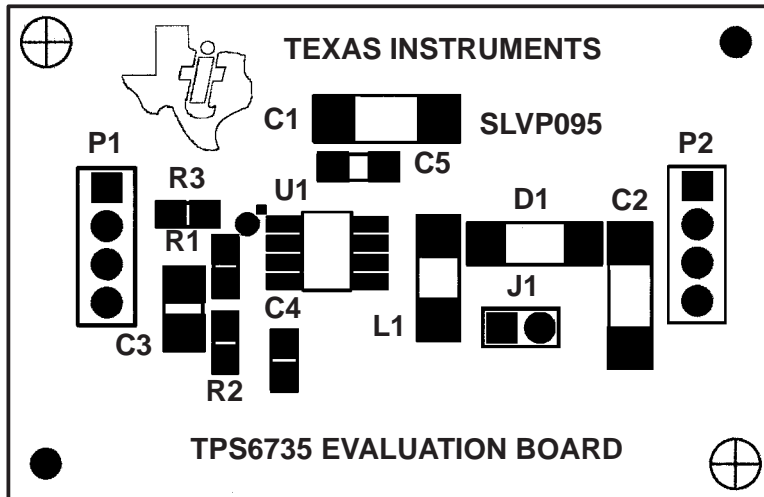 TEXAS INSTRUMENTS
C1
SLVP095
P1
P2
C5
R3
U1
D1
C2
R1
J1
C4
L1
C3
R2
TPS6735 EVALUATION BOARD